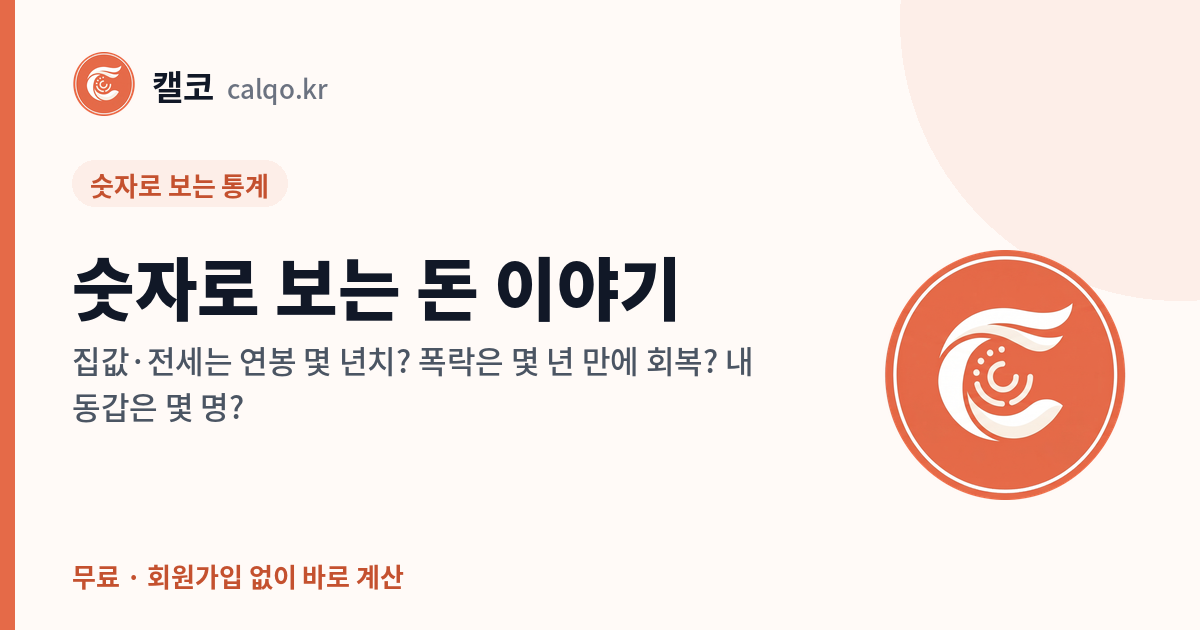 캘코 calqo.kr
숫자로 보는 통계
숫자로 보는 돈 이야기
집값·전세는 연봉 몇 년치? 폭락은 몇 년 만에 회복? 내
동갑은 몇 명?
무료 · 회원가입 없이 바로 계산